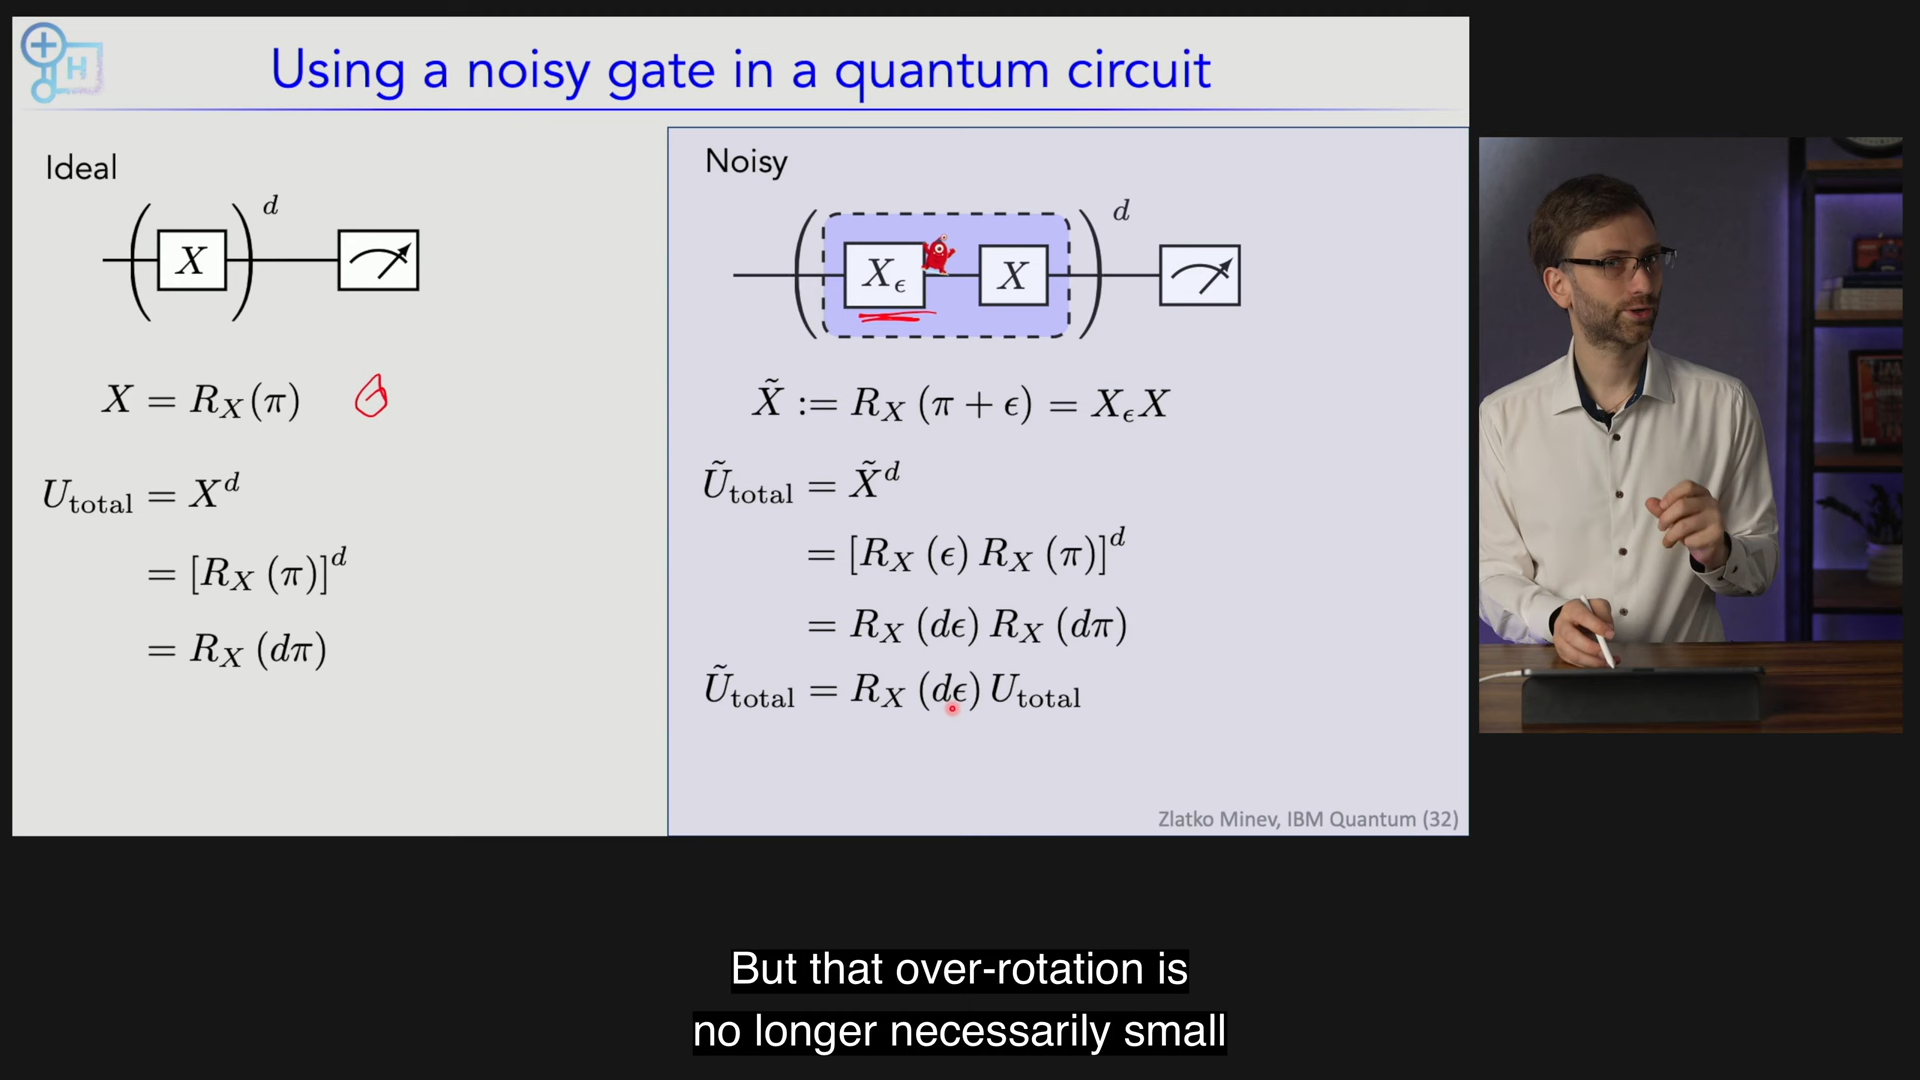 Using a noisy gate in a quantum circuit
H
Ideal
( X )^d
X = R_X(π)
U_total = X^d
= [R_X (π)]^d
= R_X (dπ)
Noisy
( X_ϵ X )^d
X̃ := R_X (π + ϵ) = X_ϵX
Ũ_total = X̃^d
= [R_X (ϵ) R_X (π)]^d
= R_X (dϵ) R_X (dπ)
Ũ_total = R_X (dϵ) U_total
Zlatko Minev, IBM Quantum (32)
But that over-rotation is
no longer necessarily small